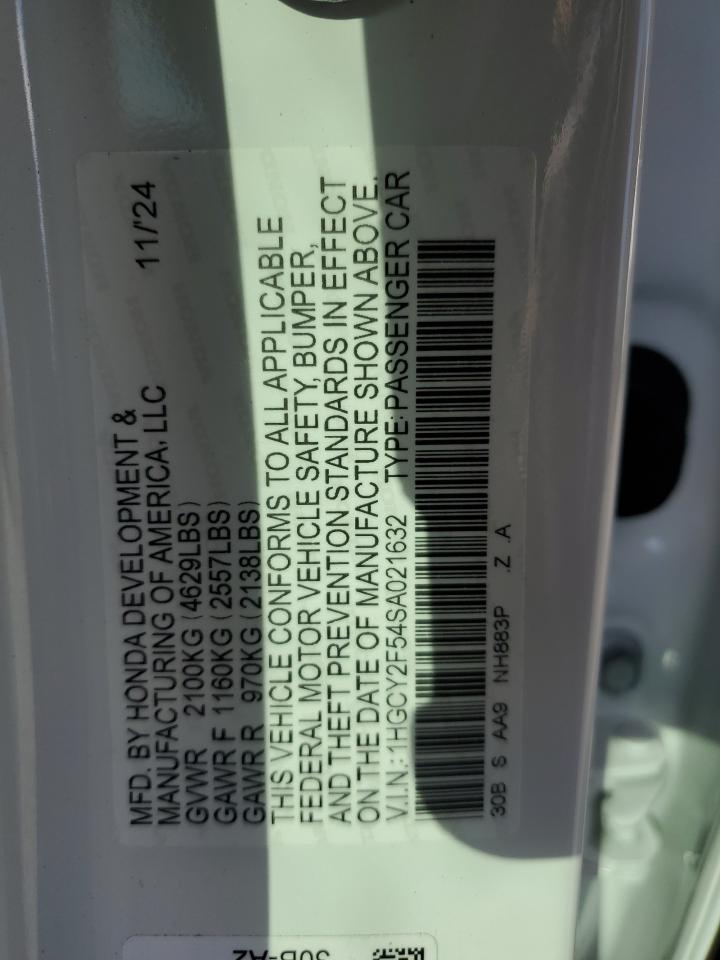 MFD. BY HONDA DEVELOPMENT &
MANUFACTURING OF AMERICA, LLC 11/'24
GVWR 2100KG (4629LBS)
GAWR F 1160KG (2557LBS)
GAWR R 970KG (2138LBS)
THIS VEHICLE CONFORMS TO ALL APPLICABLE
FEDERAL MOTOR VEHICLE SAFETY, BUMPER,
AND THEFT PREVENTION STANDARDS IN EFFECT
ON THE DATE OF MANUFACTURE SHOWN ABOVE.
V.I.N.: 1HGCY2F54SA021632 TYPE: PASSENGER CAR
30B S AA9 NH883P .Z .A
30B-A2